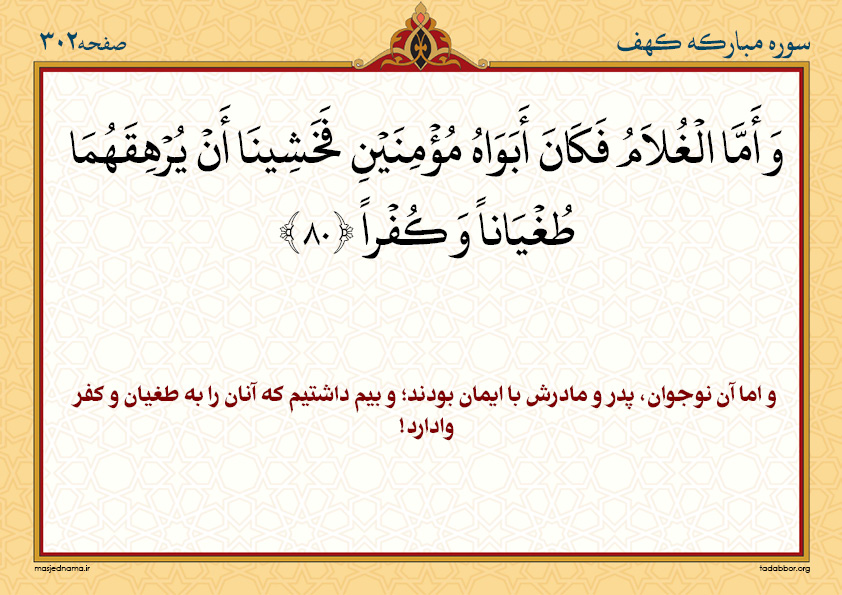 سوره مبارکه کهف
صفحه۳۰۲
وَ أَمَّا الْغُلاَمُ فَكَانَ أَبَوَاهُ مُؤْمِنَيْنِ فَخَشِينَا أَنْ يُرْهِقَهُمَا
طُغْيَاناً وَ كُفْراً ﴿۸۰﴾
و اما آن نوجوان، پدر و مادرش با ایمان بودند؛ و بیم داشتیم که آنان را به طغیان و کفر
وادارد!
masjednama.ir
tadabbor.org